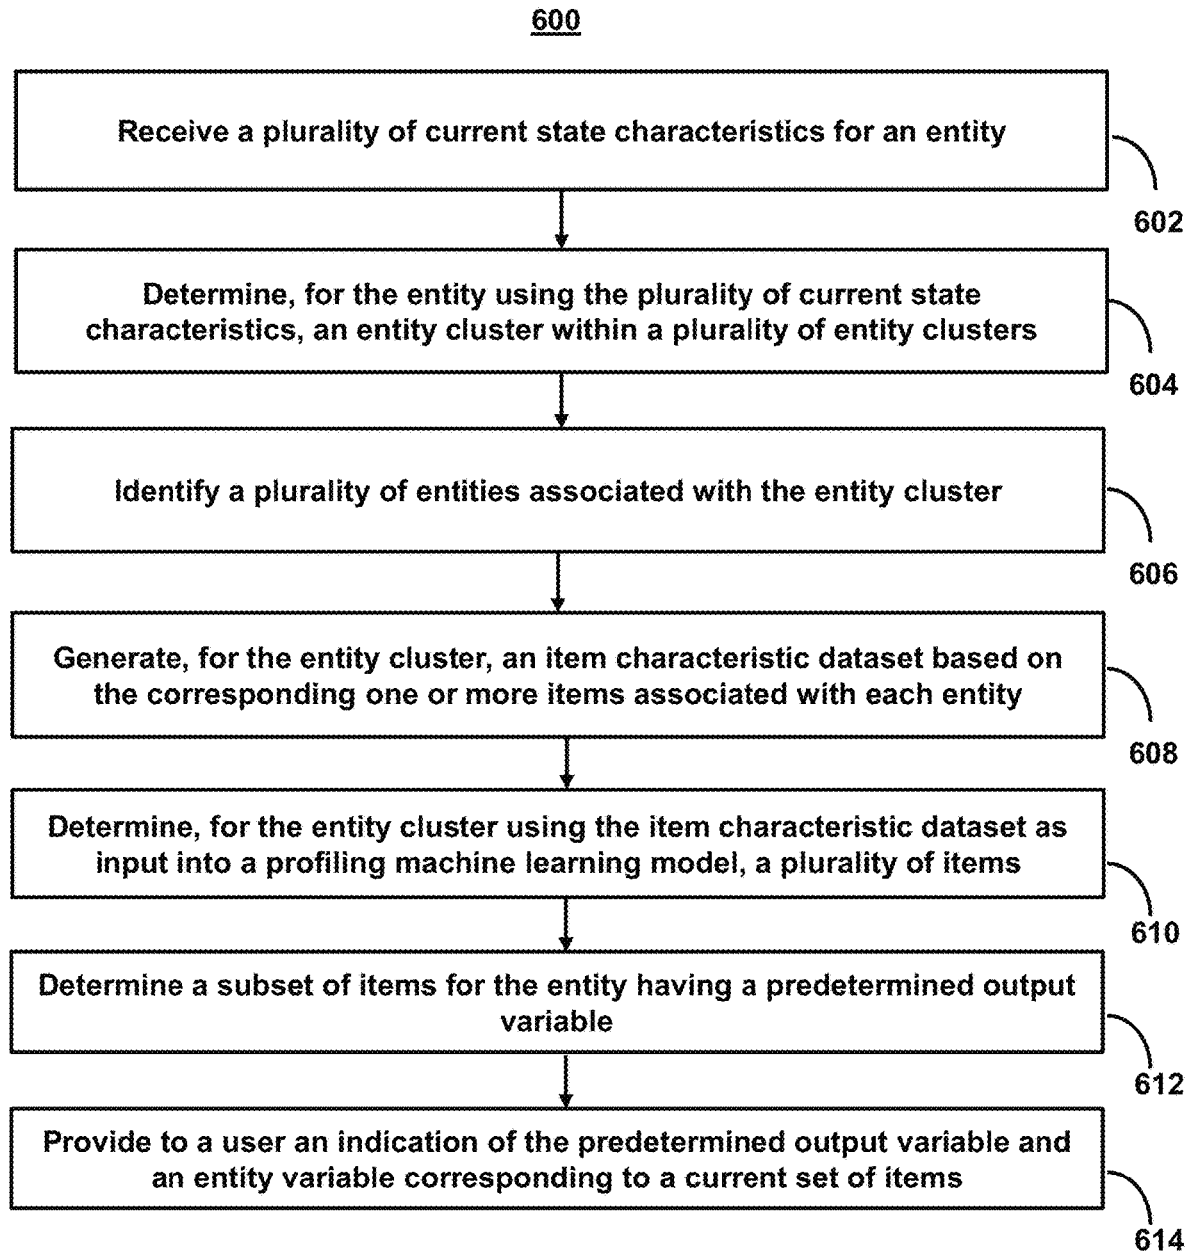 600
Receive a plurality of current state characteristics for an entity
602
Determine, for the entity using the plurality of current state
characteristics, an entity cluster within a plurality of entity clusters
604
Identify a plurality of entities associated with the entity cluster
606
Generate, for the entity cluster, an item characteristic dataset based on
the corresponding one or more items associated with each entity
608
Determine, for the entity cluster using the item characteristic dataset as
input into a profiling machine learning model, a plurality of items
610
Determine a subset of items for the entity having a predetermined output
variable
612
Provide to a user an indication of the predetermined output variable and
an entity variable corresponding to a current set of items
614